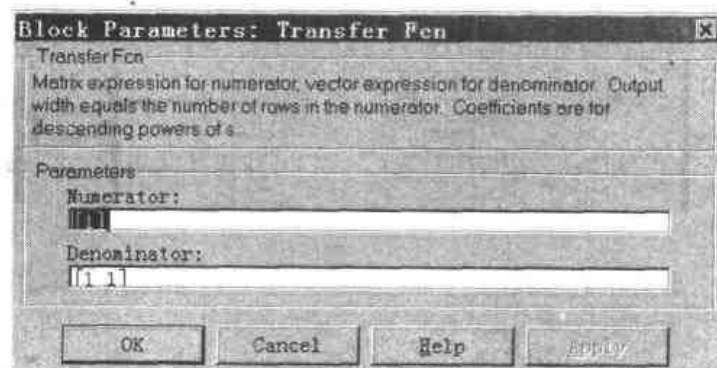 Block Parameters: Transfer Fcn
Transfer Fcn
Matrix expression for numerator, vector expression for denominator. Output
width equals the number of rows in the numerator. Coefficients are for
descending powers of s.
Parameters
Numerator:
Denominator:
[1 1]
OK
Cancel
Help
Apply